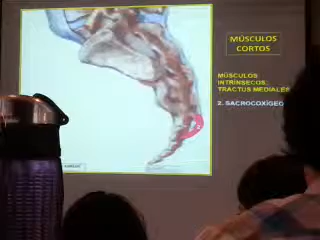 MÚSCULOS
CORTOS
MÚSCULOS
INTRÍNSECOS:
TRACTUS MEDIALES
2. SACROCOXÍGEO